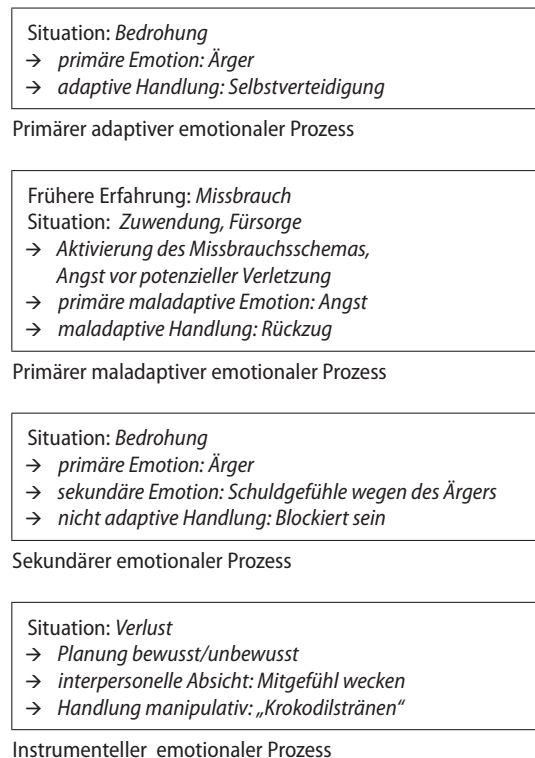 Situation: Bedrohung
→ primäre Emotion: Ärger
→ adaptive Handlung: Selbstverteidigung
Primärer adaptiver emotionaler Prozess
Frühere Erfahrung: Missbrauch
Situation: Zuwendung, Fürsorge
→ Aktivierung des Missbrauchsschemas,
Angst vor potenzieller Verletzung
→ primäre maladaptive Emotion: Angst
→ maladaptive Handlung: Rückzug
Primärer maladaptiver emotionaler Prozess
Situation: Bedrohung
→ primäre Emotion: Ärger
→ sekundäre Emotion: Schuldgefühle wegen des Ärgers
→ nicht adaptive Handlung: Blockiert sein
Sekundärer emotionaler Prozess
Situation: Verlust
→ Planung bewusst/unbewusst
→ interpersonelle Absicht: Mitgefühl wecken
→ Handlung manipulativ: „Krokodilstränen“
Instrumenteller emotionaler Prozess